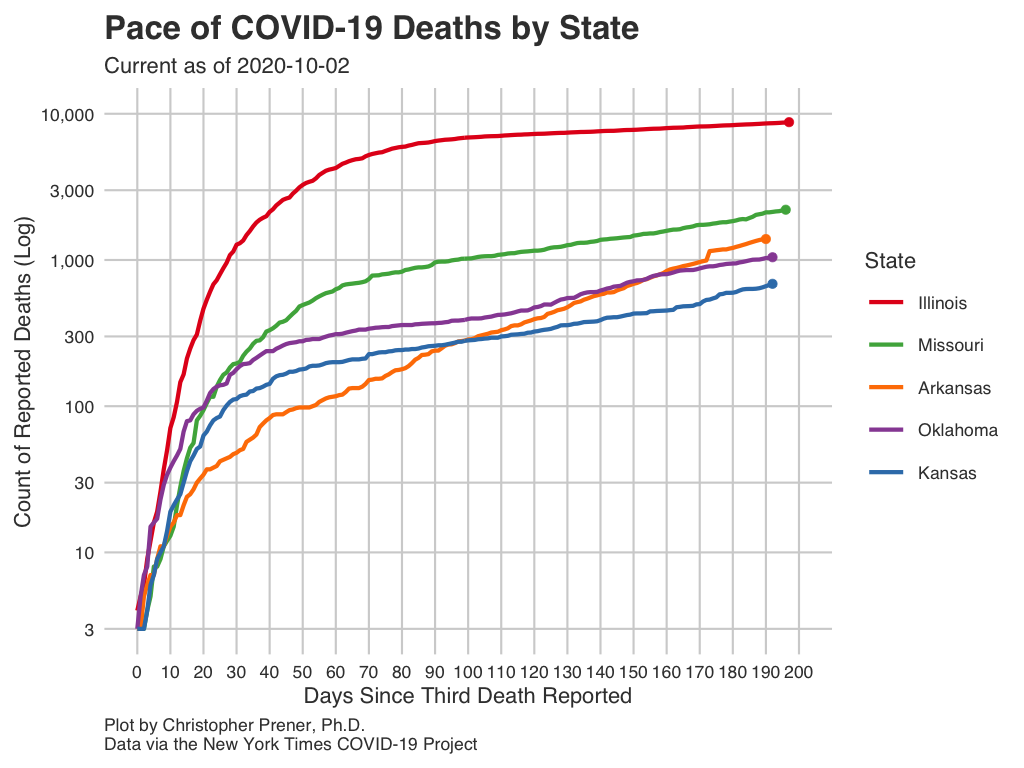 Pace of COVID-19 Deaths by State
Current as of 2020-10-02
Count of Reported Deaths (Log)
10,000
3,000
1,000
300
100
30
10
3
0 10 20 30 40 50 60 70 80 90 100 110 120 130 140 150 160 170 180 190 200
Days Since Third Death Reported
State
Illinois
Missouri
Arkansas
Oklahoma
Kansas
Plot by Christopher Prener, Ph.D.
Data via the New York Times COVID-19 Project